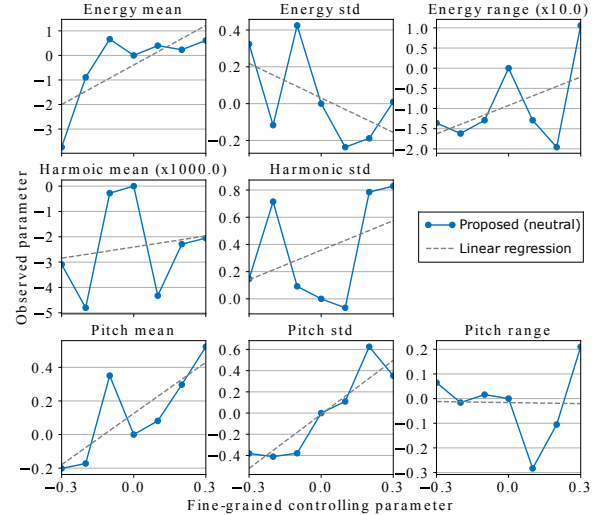 Energy mean
Energy std
Energy range (x10.0)
1
0
−1
−2
−3
0.4
0.2
0.0
−0.2
1.0
0.5
0.0
−0.5
−1.0
−1.5
−2.0
Harmoic mean (x1000.0)
Harmonic std
0
−1
−2
−3
−4
−5
0.8
0.6
0.4
0.2
0.0
Proposed (neutral)
Linear regression
Observed parameter
Pitch mean
Pitch std
Pitch range
0.4
0.2
0.0
−0.2
0.6
0.4
0.2
0.0
−0.2
−0.4
0.2
0.1
0.0
−0.1
−0.2
−0.3
−0.3 0.0 0.3
−0.3 0.0 0.3
−0.3 0.0 0.3
Fine-grained controlling parameter